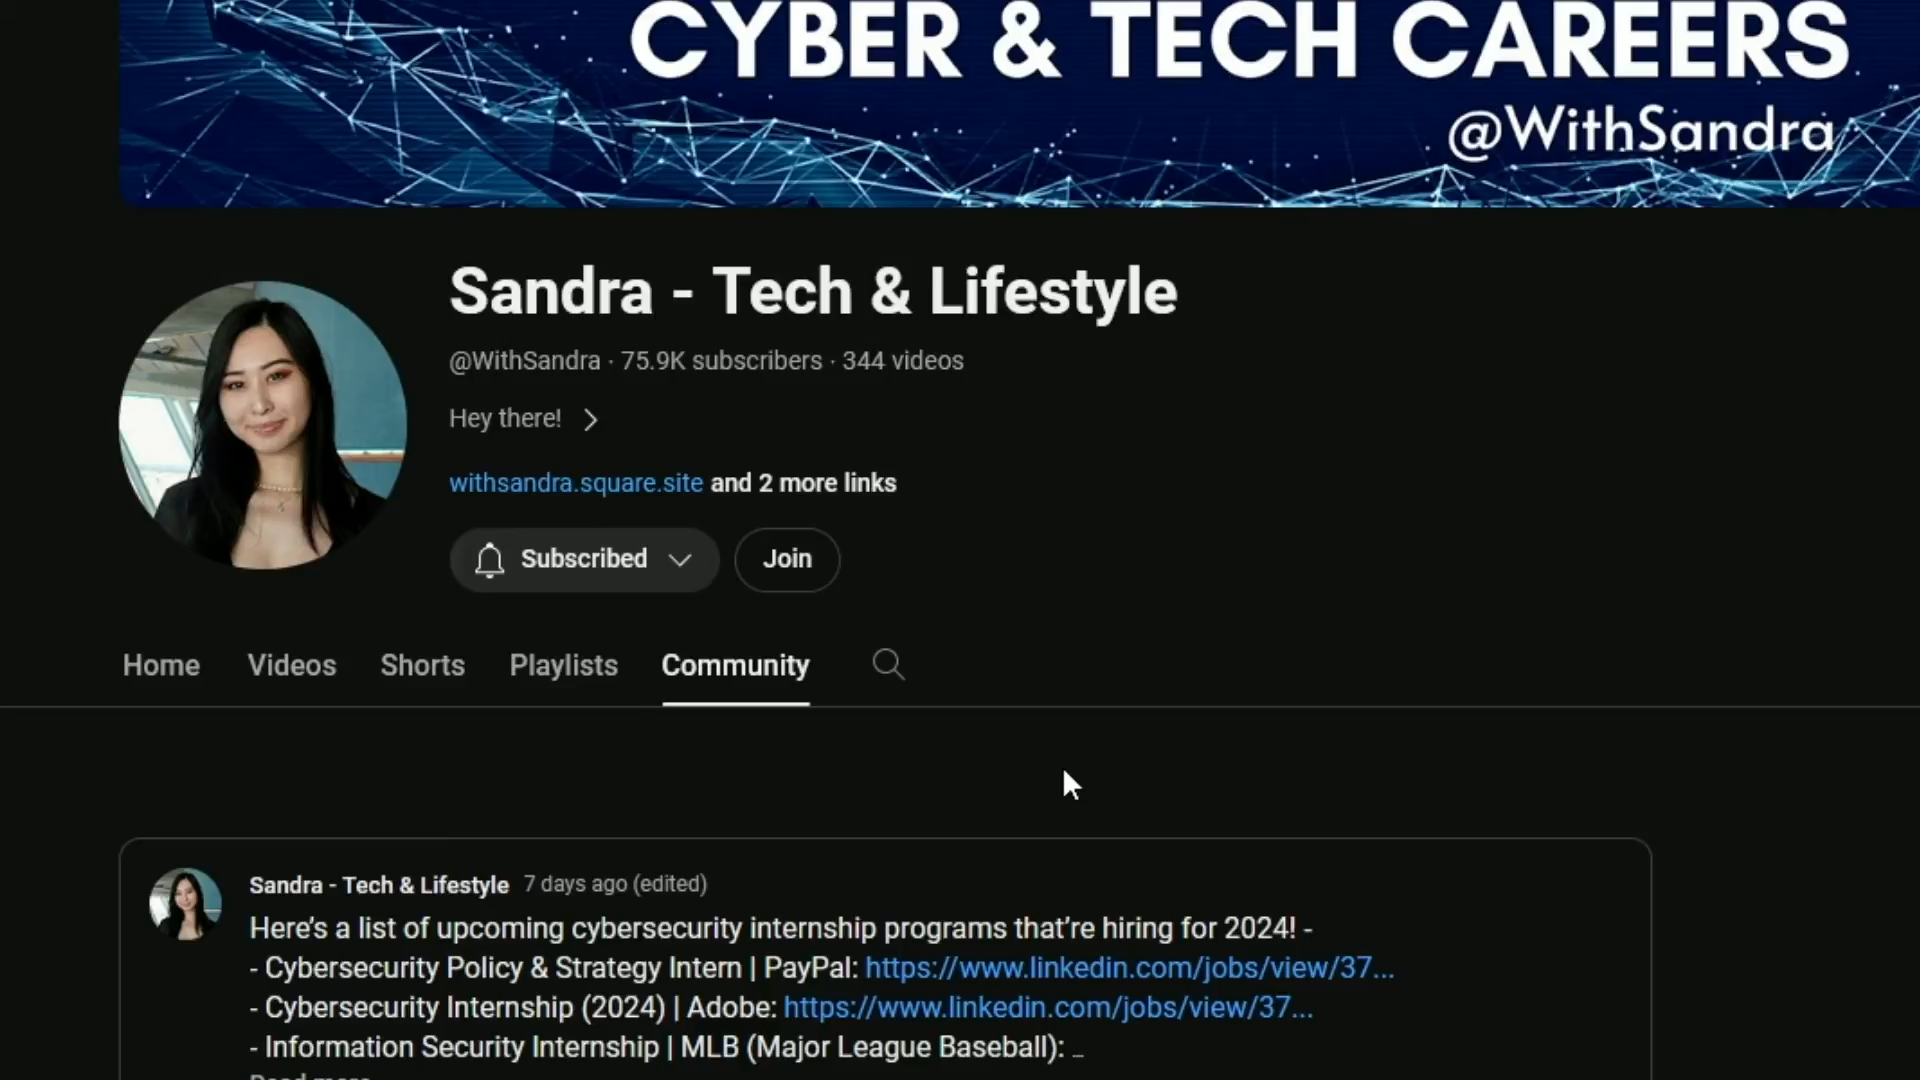 CYBER & TECH CAREERS
@WithSandra
Sandra - Tech & Lifestyle
@WithSandra · 75.9K subscribers · 344 videos
Hey there!
withsandra.square.site and 2 more links
Subscribed
Join
Home Videos Shorts Playlists Community
Sandra - Tech & Lifestyle 7 days ago (edited)
Here’s a list of upcoming cybersecurity internship programs that’re hiring for 2024! -
- Cybersecurity Policy & Strategy Intern | PayPal: https://www.linkedin.com/jobs/view/37...
- Cybersecurity Internship (2024) | Adobe: https://www.linkedin.com/jobs/view/37...
- Information Security Internship | MLB (Major League Baseball): ...
Read more